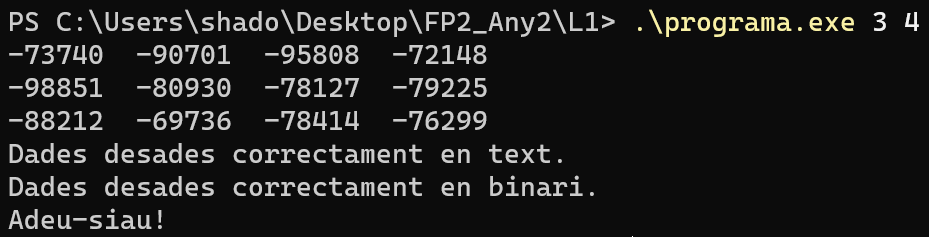 PS C:\Users\shado\Desktop\FP2_Any2\L1> .\programa.exe 3 4
-73740  -90701  -95808  -72148
-98851  -80930  -78127  -79225
-88212  -69736  -78414  -76299
Dades desades correctament en text.
Dades desades correctament en binari.
Adeu-siau!